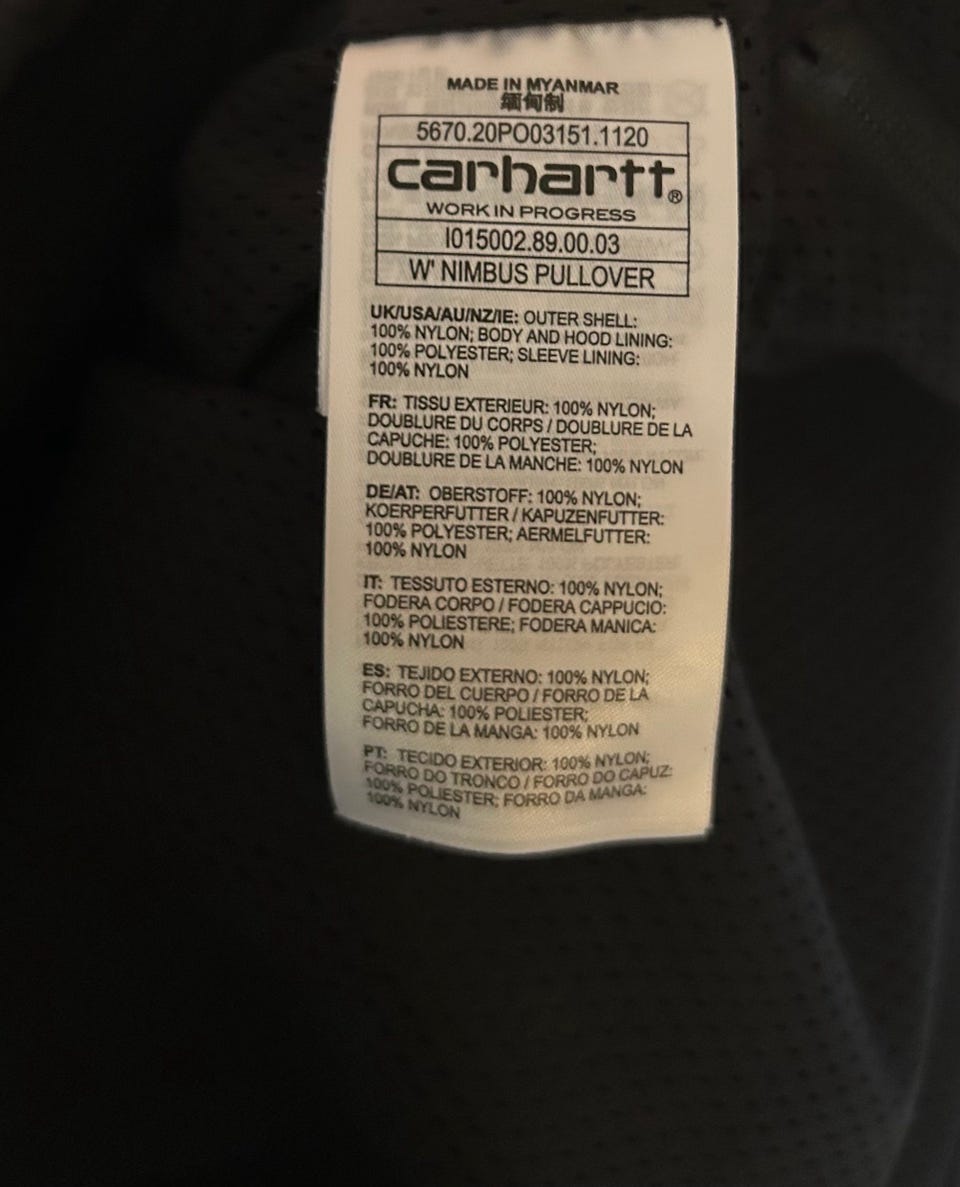 MADE IN MYANMAR
缅甸制
5670.20PO03151.1120
carhartt®
WORK IN PROGRESS
I015002.89.00.03
W' NIMBUS PULLOVER
UK/USA/AU/NZ/IE: OUTER SHELL:
100% NYLON; BODY AND HOOD LINING:
100% POLYESTER; SLEEVE LINING:
100% NYLON
FR: TISSU EXTERIEUR: 100% NYLON;
DOUBLURE DU CORPS / DOUBLURE DE LA
CAPUCHE: 100% POLYESTER;
DOUBLURE DE LA MANCHE: 100% NYLON
DE/AT: OBERSTOFF: 100% NYLON;
KOERPERFUTTER / KAPUZENFUTTER:
100% POLYESTER; AERMELFUTTER:
100% NYLON
IT: TESSUTO ESTERNO: 100% NYLON;
FODERA CORPO / FODERA CAPPUCIO:
100% POLIESTERE; FODERA MANICA:
100% NYLON
ES: TEJIDO EXTERNO: 100% NYLON;
FORRO DEL CUERPO / FORRO DE LA
CAPUCHA: 100% POLIESTER;
FORRO DE LA MANGA: 100% NYLON
PT: TECIDO EXTERIOR: 100% NYLON;
FORRO DO TRONCO / FORRO DO CAPUZ:
100% POLIESTER; FORRO DA MANGA:
100% NYLON